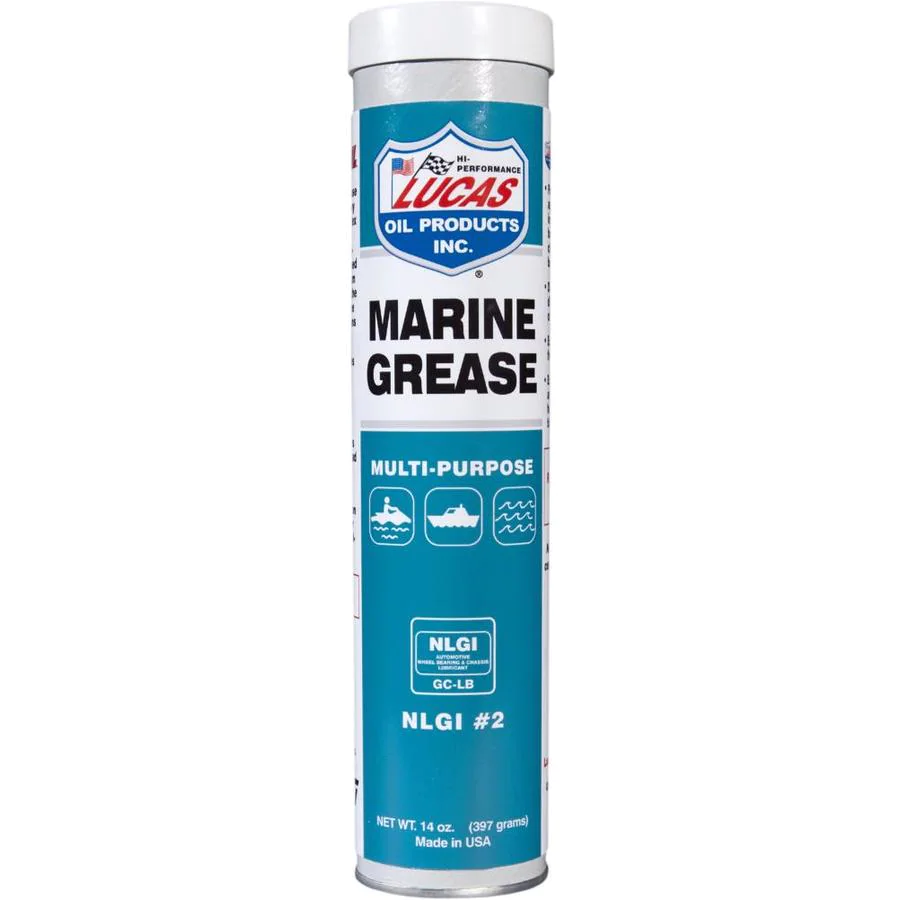 HI-
PERFORMANCE
LUCAS
OIL PRODUCTS
INC.
®
MARINE
GREASE
MULTI-PURPOSE
NLGI
AUTOMOTIVE
WHEEL BEARING & CHASSIS
LUBRICANT
GC-LB
NLGI #2
NET WT. 14 oz. (397 grams)
Made in USA